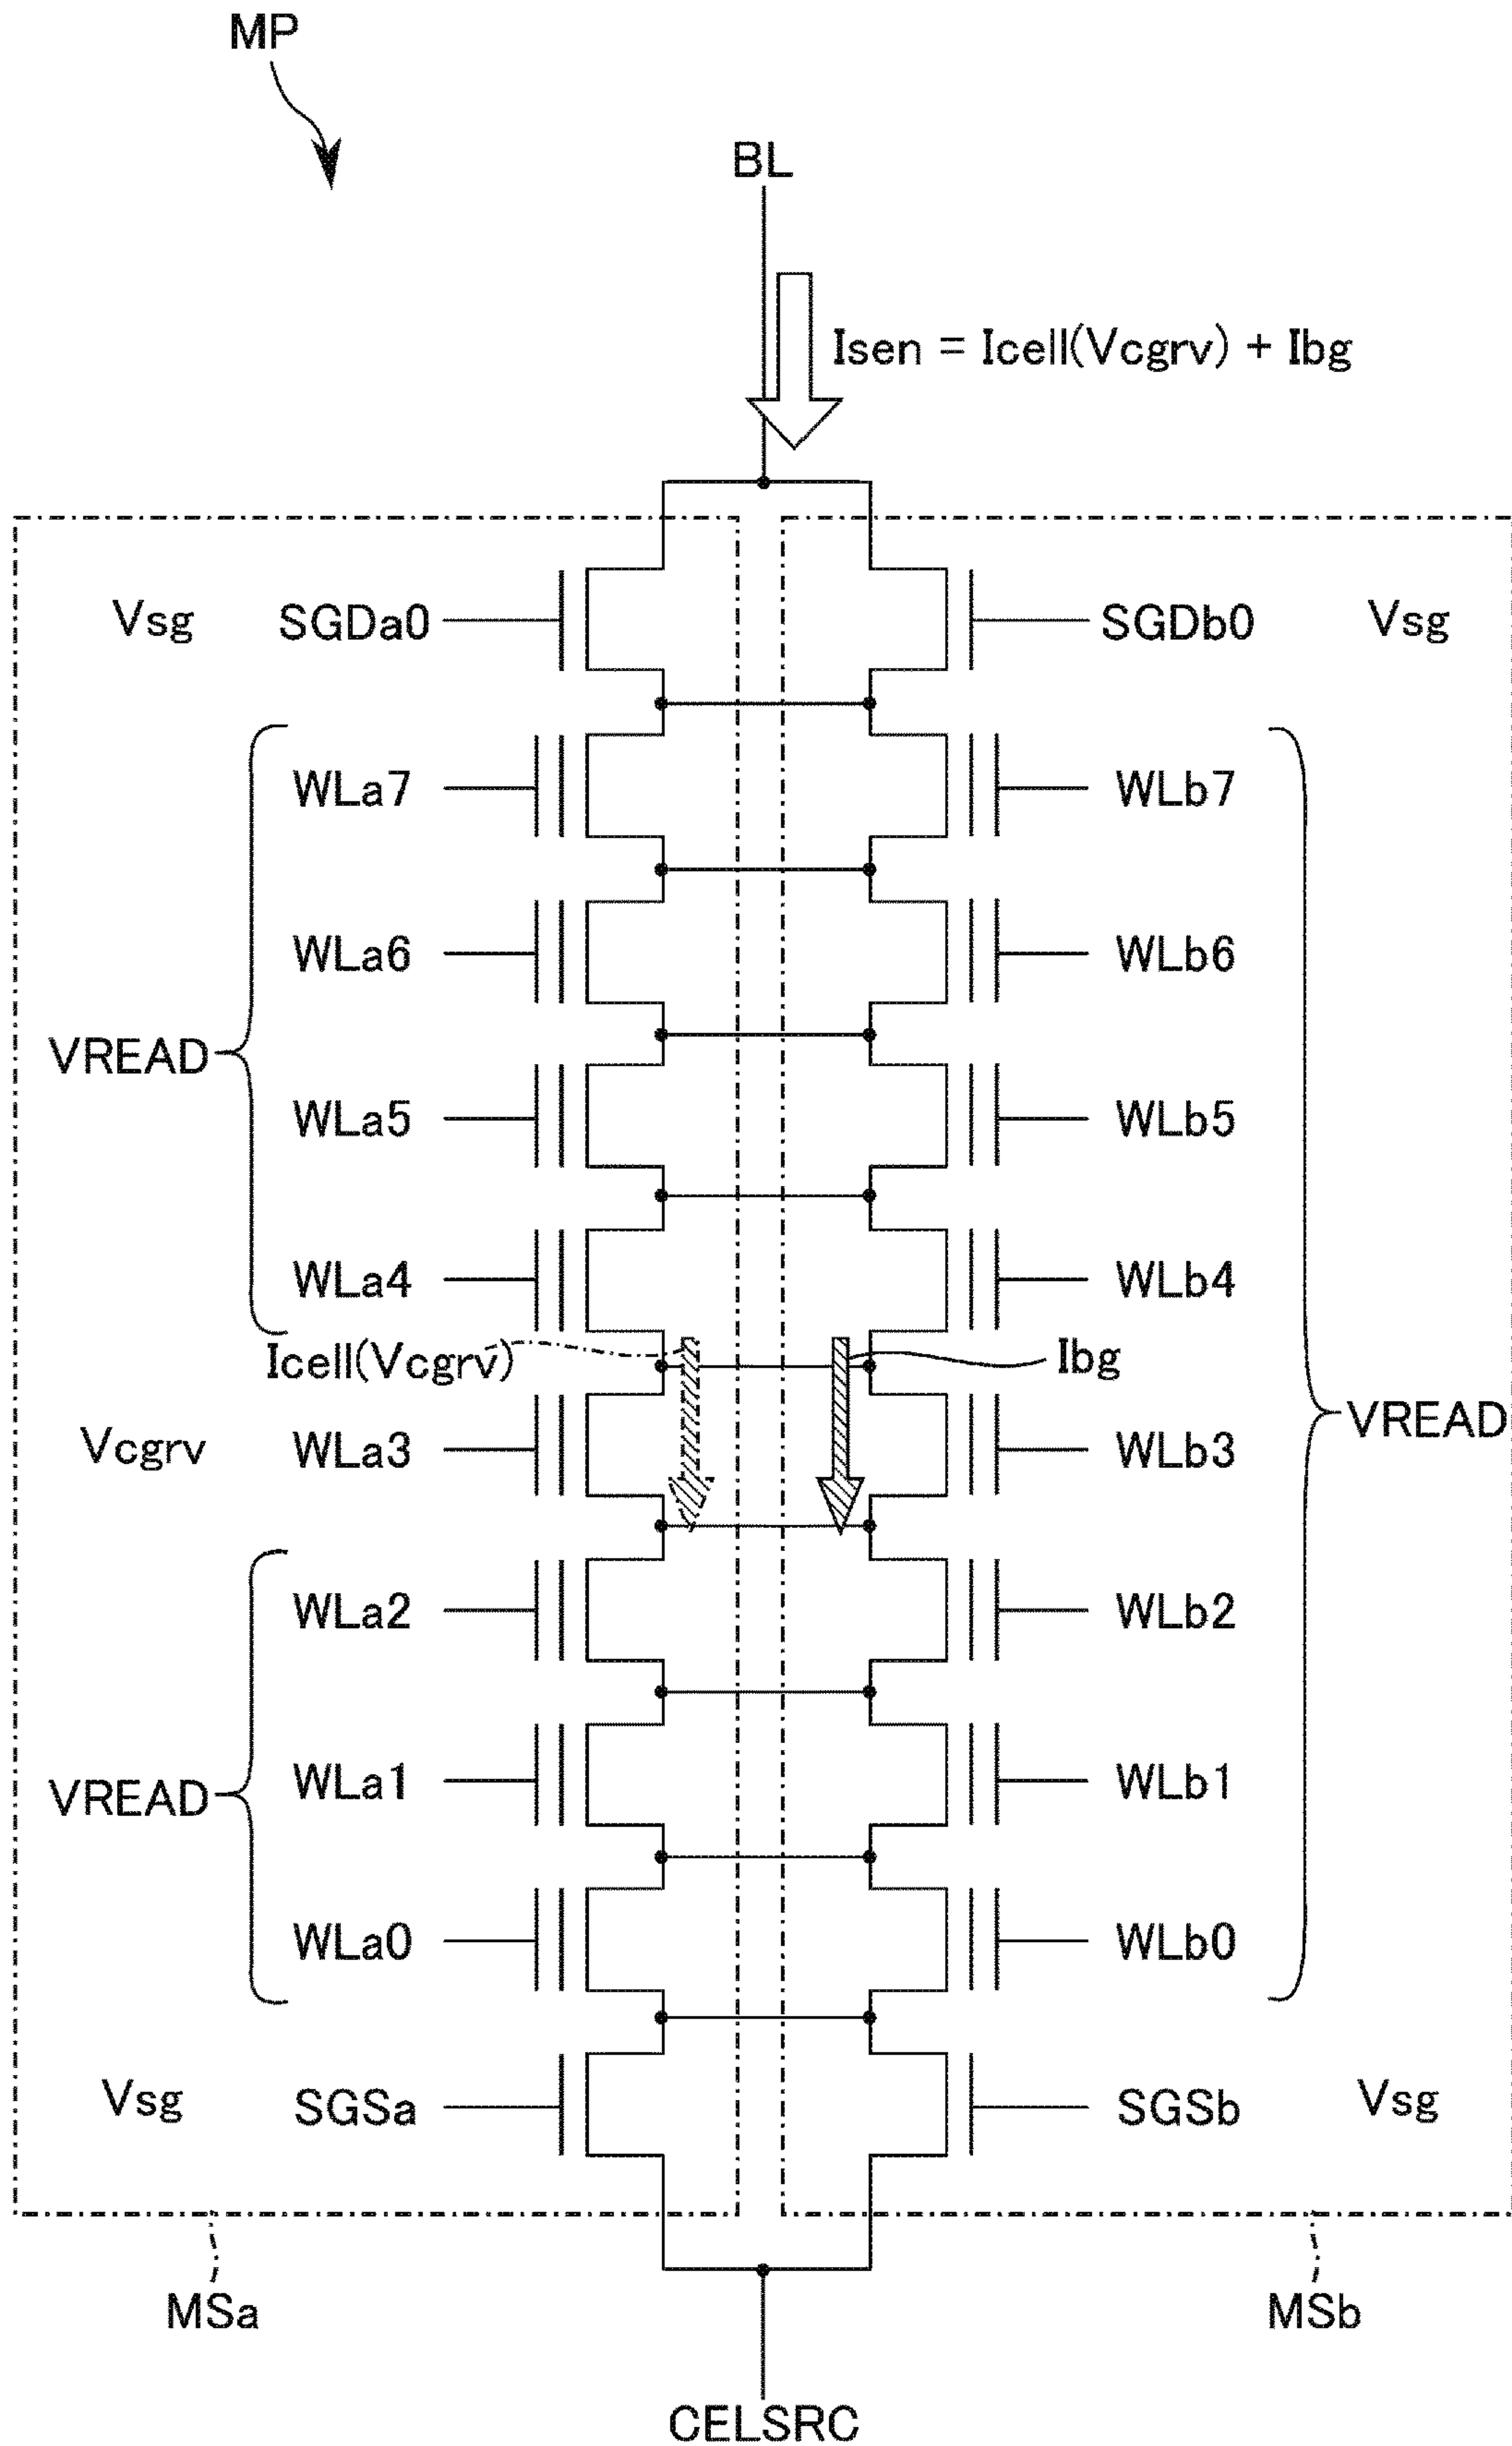 MP
BL
Isen = Icell(Vcgrv) + Ibg
Vsg SGDa0 SGDb0 Vsg
WLa7 WLb7
WLa6 WLb6
VREAD
WLa5 WLb5
WLa4 WLb4
Icell(Vcgrv) Ibg
Vcgrv WLa3 WLb3
VREAD
WLa2 WLb2
VREAD WLa1 WLb1
WLa0 WLb0
Vsg SGSa SGSb Vsg
MSa MSb
CELSRC